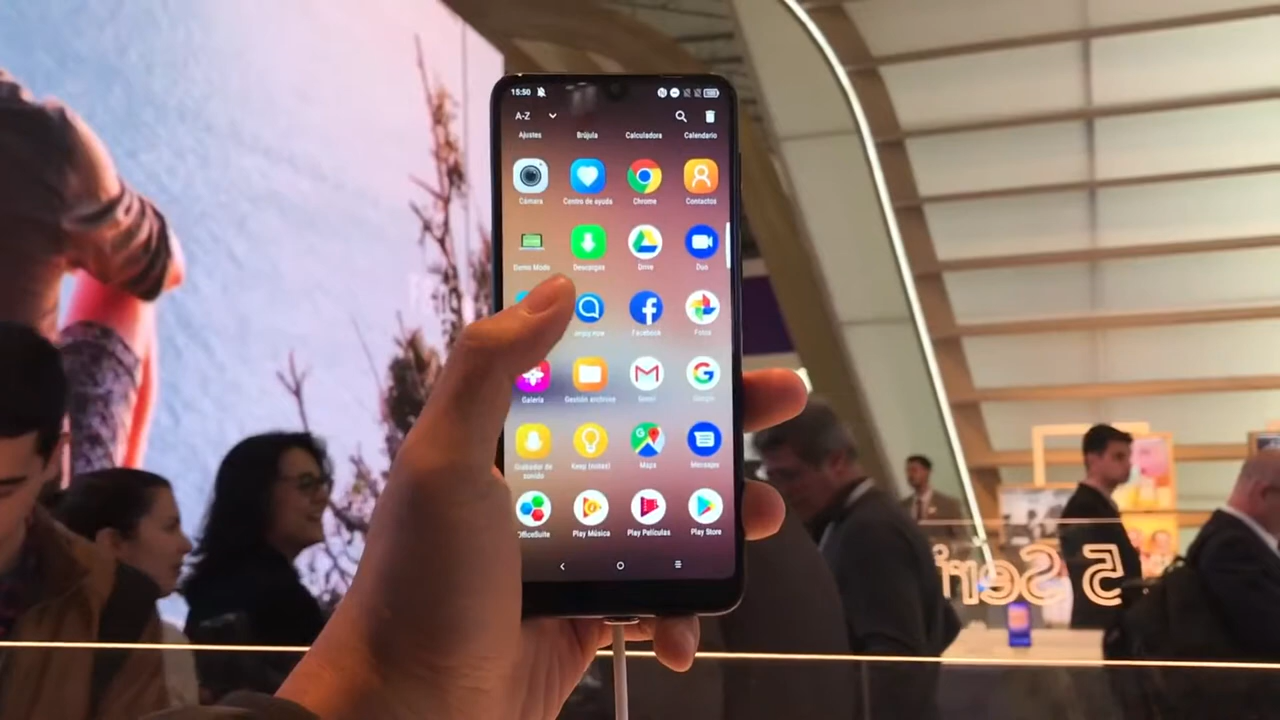 15:50
A-Z
Ajustes Brújula Calculadora Calendario
Cámara Centro de ayuda Chrome Contactos
Demo Mode Descargas Drive Duo
enjoy.now Facebook Fotos
Galería Gestión archivos Gmail Google
Grabador de sonido Keep (notas) Maps Mensajes
OfficeSuite Play Música Play Películas Play Store
5 Seri